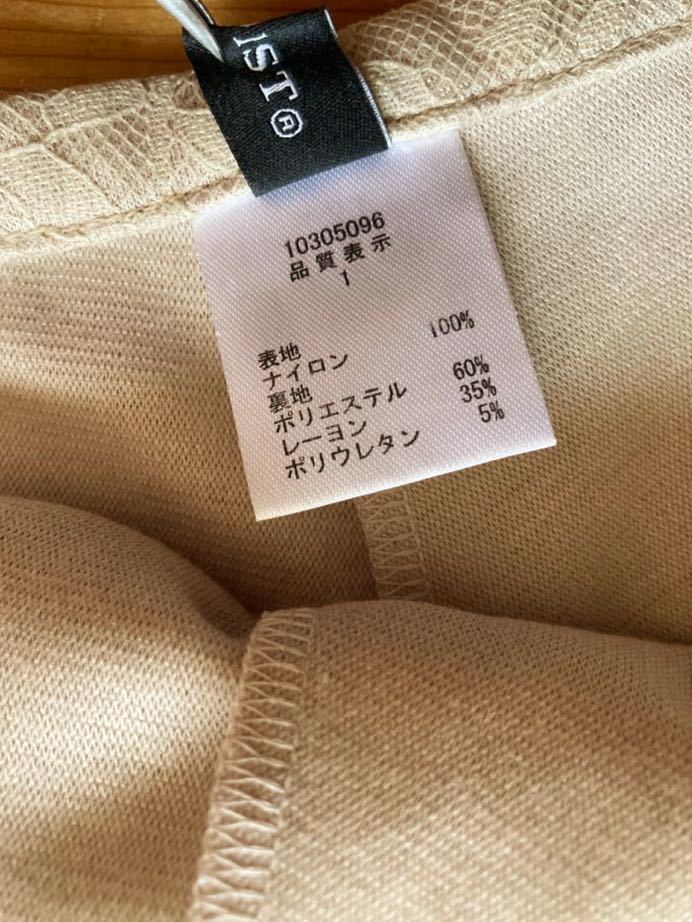 IST®
10305096
品質表示
1
表地
ナイロン 100%
裏地
ポリエステル 60%
レーヨン 35%
ポリウレタン 5%